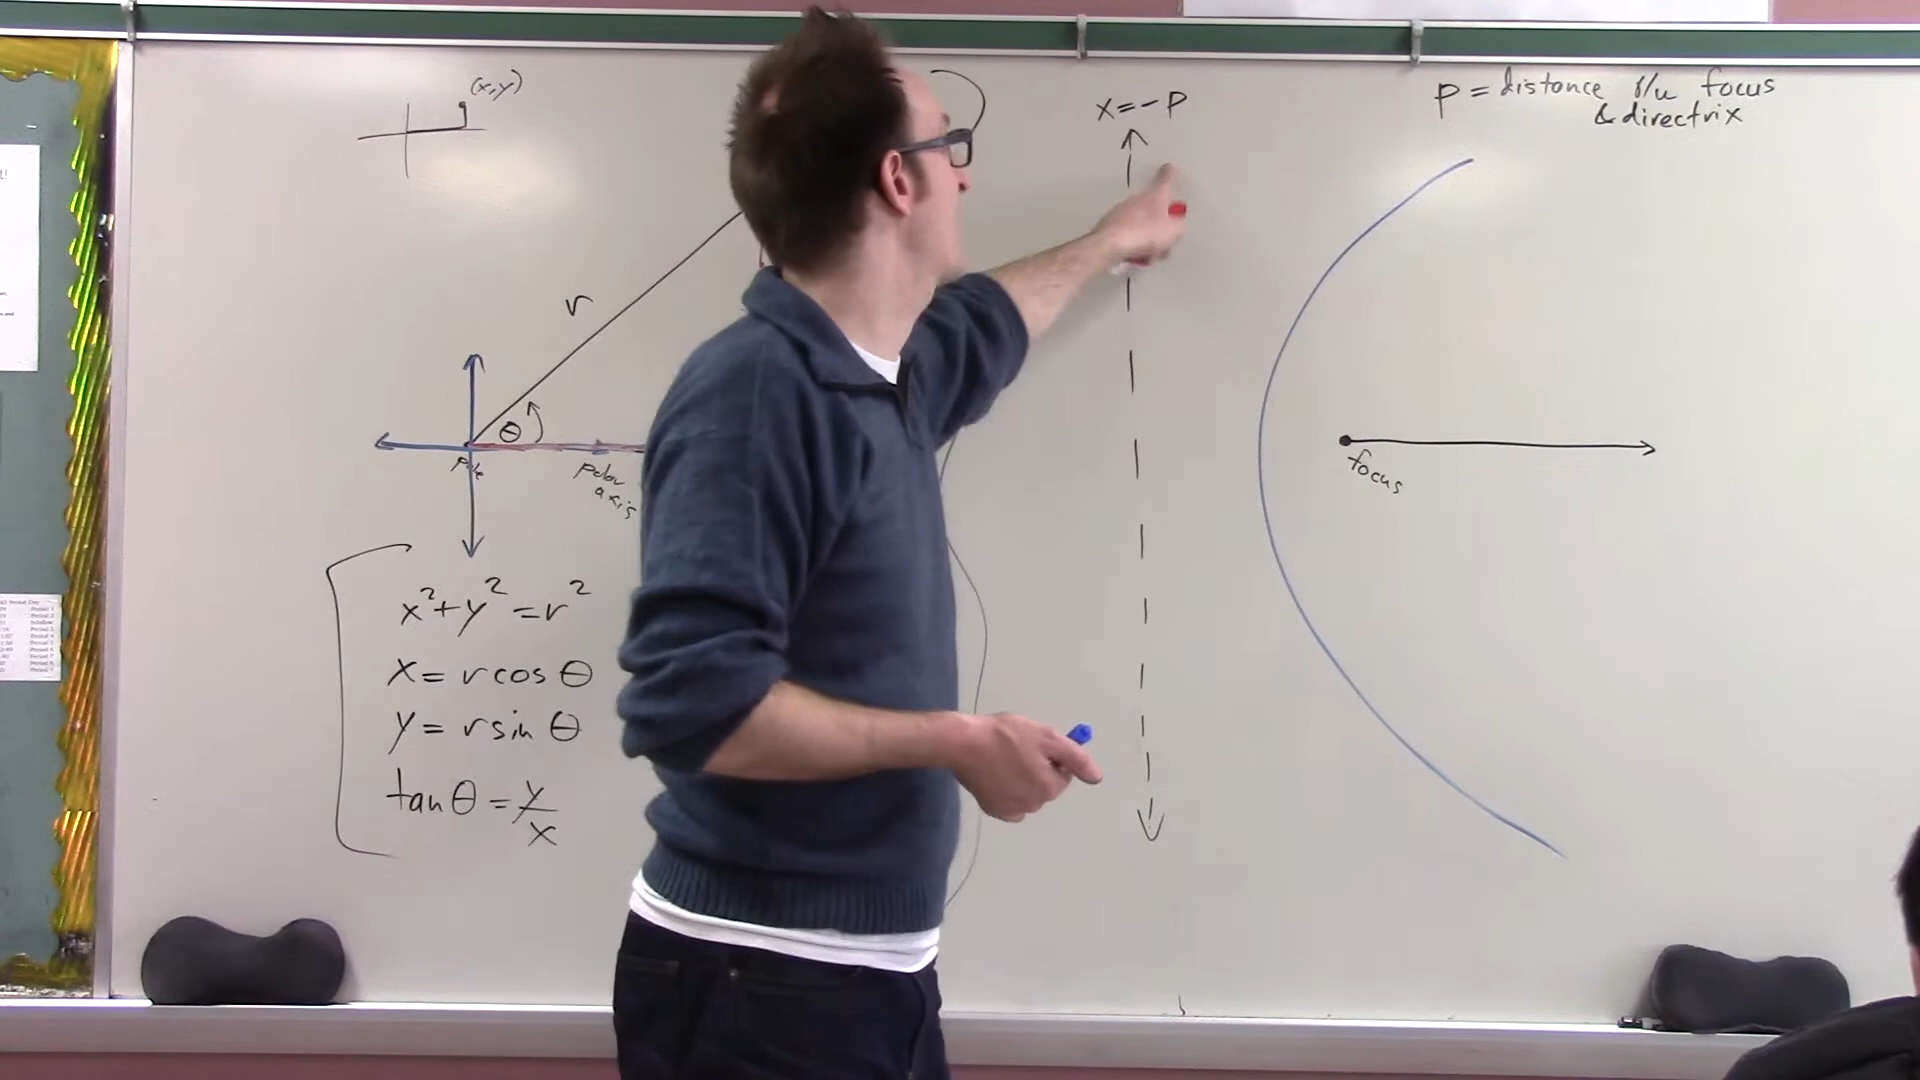 (x,y)
r
θ
Pole
Polar
axis
x²+y²=r²
x=rcosθ
y=rsinθ
tanθ=y/x
x=-p
p=distance b/w focus
&directrix
focus